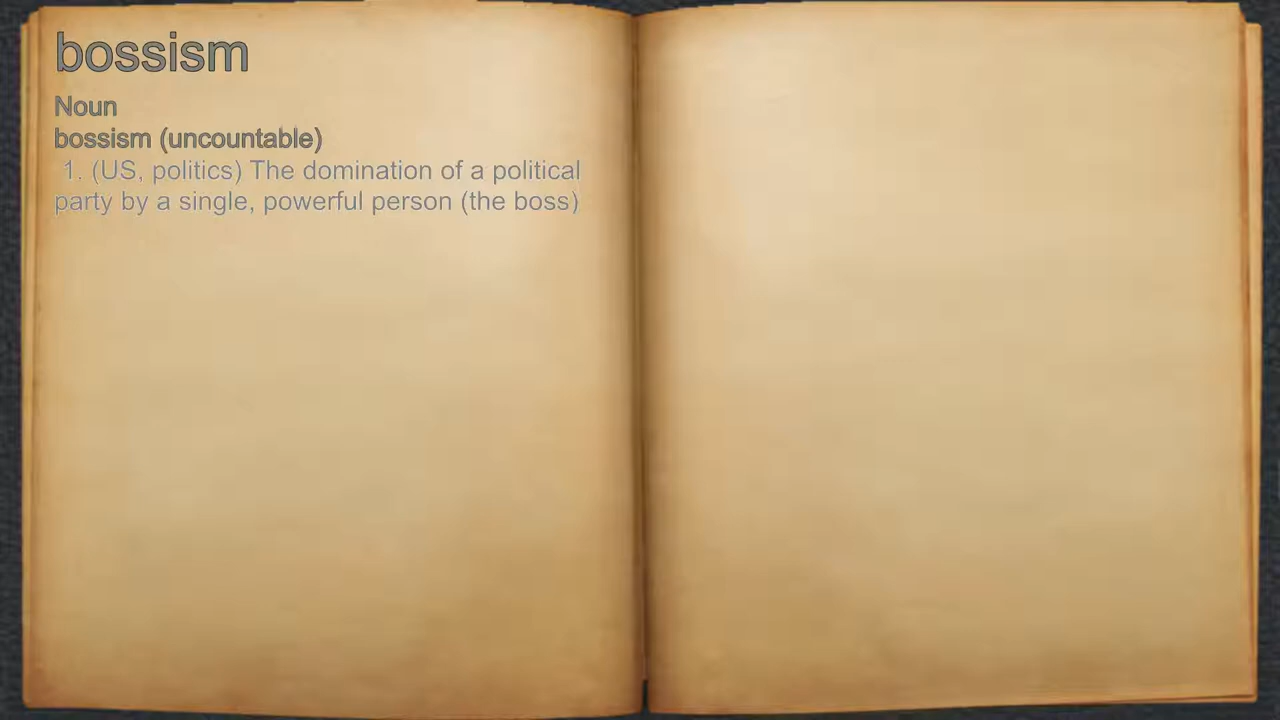 bossism
Noun
bossism (uncountable)
1. (US, politics) The domination of a political
party by a single, powerful person (the boss)